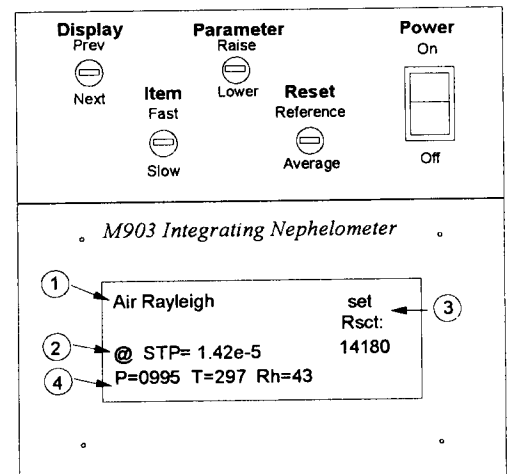 Display
Prev
Next
Parameter
Raise
Lower
Power
On
Off
Item
Fast
Slow
Reset
Reference
Average
M903 Integrating Nephelometer
1
Air Rayleigh
set
Rsct:
14180
3
2
@ STP= 1.42e-5
4
P=0995 T=297 Rh=43